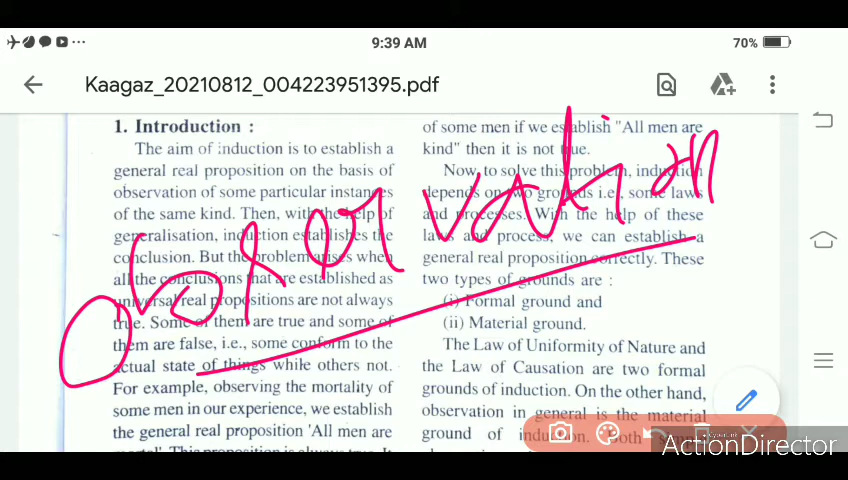 9:39 AM
70%
Kaagaz_20210812_004223951395.pdf
1. Introduction :
The aim of induction is to establish a
general real proposition on the basis of
observation of some particular instances
of the same kind. Then, with the help of
generalisation, induction establishes the
conclusion. But the problem arises when
all the conclusions that are established as
universal real propositions are not always
true. Some of them are true and some of
them are false, i.e., some conform to the
actual state of things while others not.
For example, observing the mortality of
some men in our experience, we establish
the general real proposition 'All men are
of some men if we establish "All men are
kind" then it is not true.
Now, to solve this problem, induction
depends on two grounds i.e., some laws
and processes. With the help of these
laws and process, we can establish a
general real proposition correctly. These
two types of grounds are :
(i) Formal ground and
(ii) Material ground.
The Law of Uniformity of Nature and
the Law of Causation are two formal
grounds of induction. On the other hand,
observation in general is the material
ground of induction. Both
ActionDirector